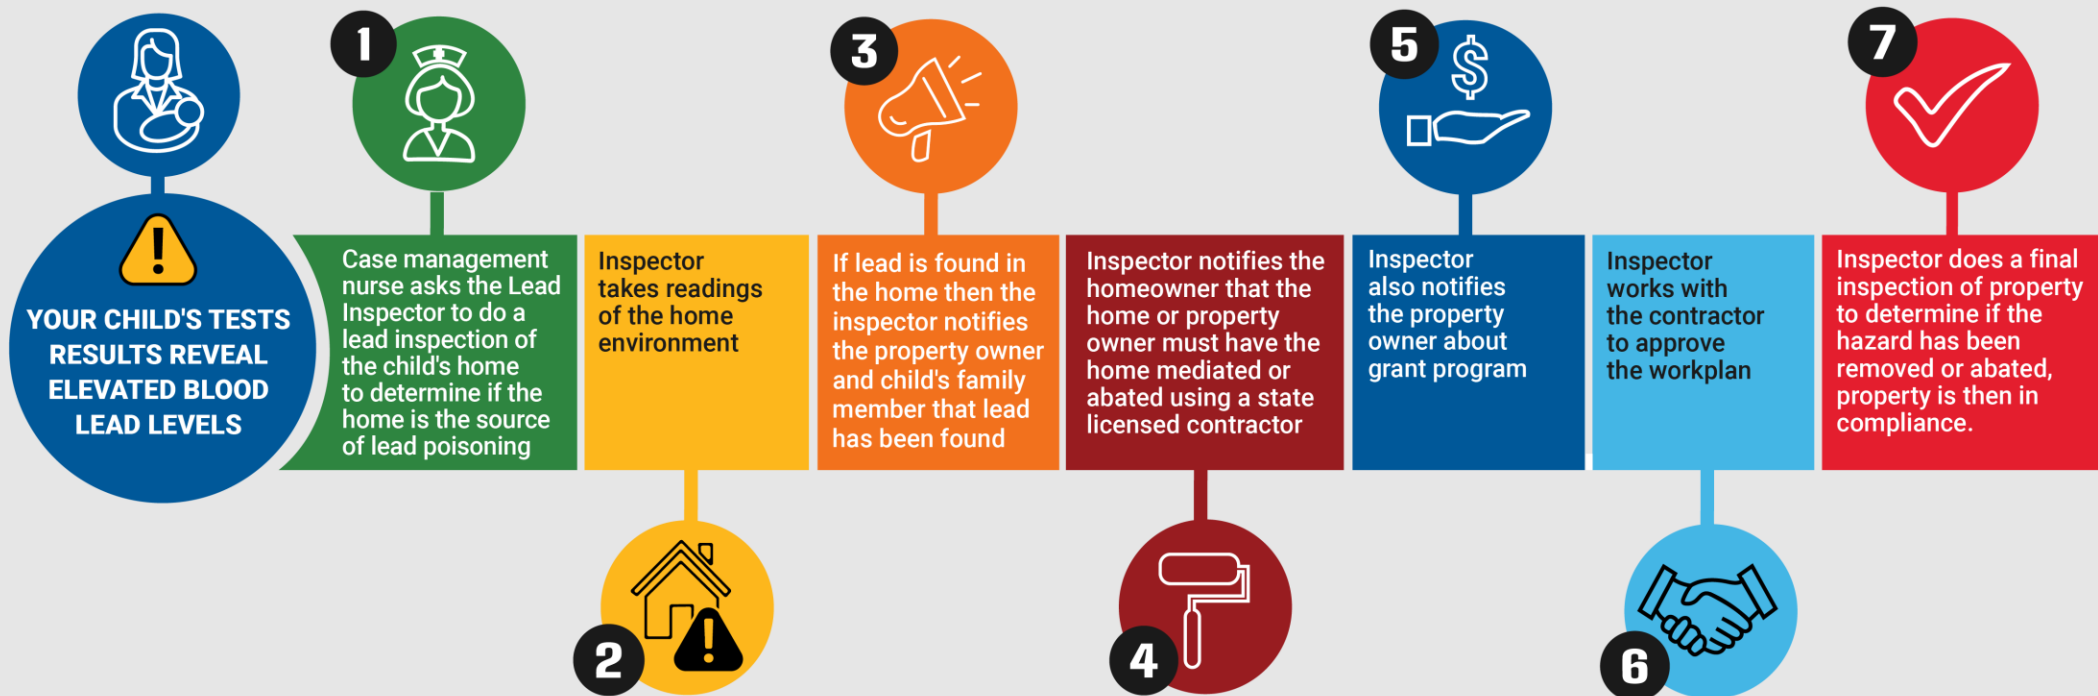 YOUR CHILD'S TESTS
RESULTS REVEAL
ELEVATED BLOOD
LEAD LEVELS
1
Case management
nurse asks the Lead
Inspector to do a
lead inspection of
the child's home
to determine if the
home is the source
of lead poisoning
2
Inspector
takes readings
of the home
environment
3
If lead is found in
the home then the
inspector notifies
the property owner
and child's family
member that lead
has been found
4
Inspector notifies the
homeowner that the
home or property
owner must have the
home mediated or
abated using a state
licensed contractor
5
Inspector
also notifies
the property
owner about
grant program
6
Inspector
works with
the contractor
to approve
the workplan
7
Inspector does a final
inspection of property
to determine if the
hazard has been
removed or abated,
property is then in
compliance.